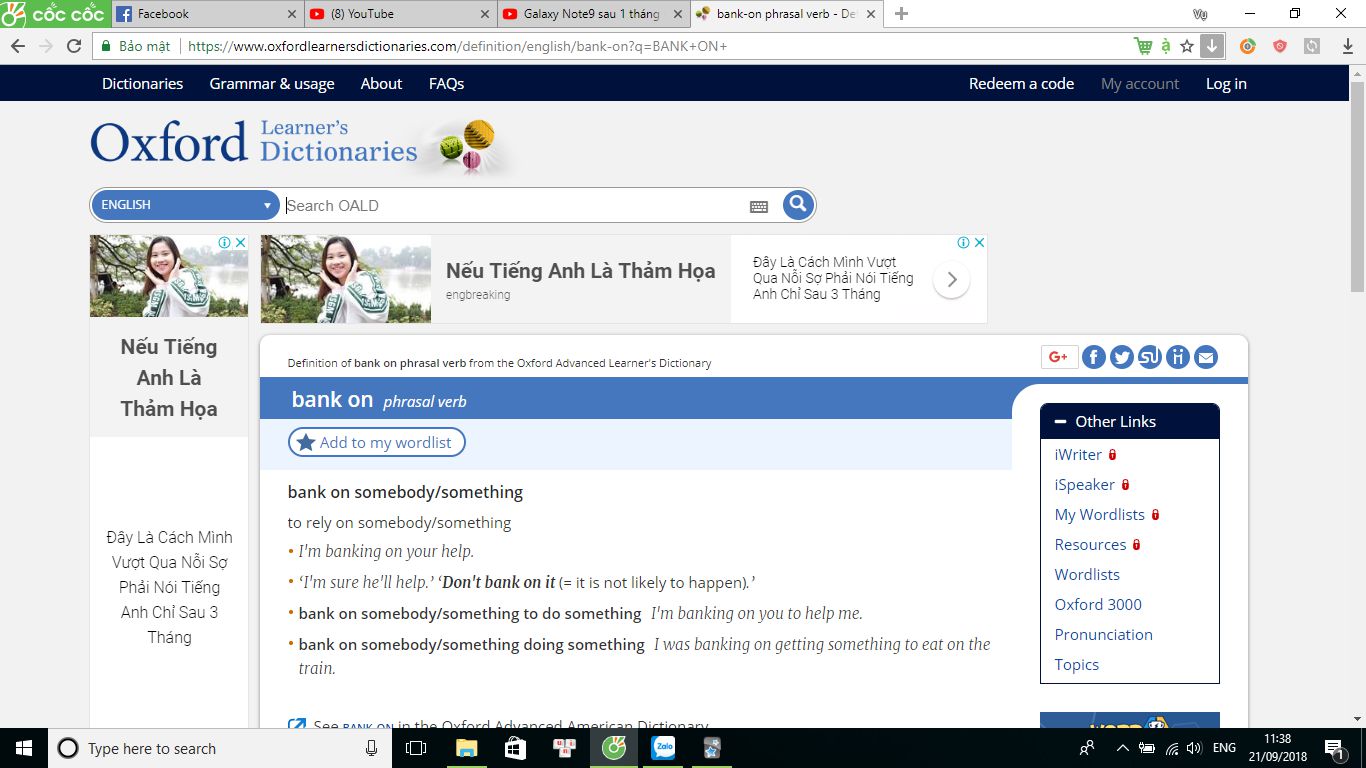 cốc cốc
Facebook
(8) YouTube
Galaxy Note9 sau 1 tháng
bank-on phrasal verb - De
Vụ
Bảo mật
https://www.oxfordlearnersdictionaries.com/definition/english/bank-on?q=BANK+ON+
Dictionaries Grammar & usage About FAQs Redeem a code My account Log in
Oxford Learner's Dictionaries
ENGLISH
Search OALD
Nếu Tiếng
Anh Là
Thảm Họa
Đây Là Cách Mình
Vượt Qua Nỗi Sợ
Phải Nói Tiếng
Anh Chỉ Sau 3
Tháng
Nếu Tiếng Anh Là Thảm Họa
engbreaking
Đây Là Cách Mình Vượt
Qua Nỗi Sợ Phải Nói Tiếng
Anh Chỉ Sau 3 Tháng
Definition of bank on phrasal verb from the Oxford Advanced Learner's Dictionary
G+
bank on phrasal verb
Add to my wordlist
bank on somebody/something
to rely on somebody/something
• I'm banking on your help.
• ‘I'm sure he'll help.’ ‘Don't bank on it (= it is not likely to happen).’
• bank on somebody/something to do something I'm banking on you to help me.
• bank on somebody/something doing something I was banking on getting something to eat on the
train.
See BANK ON in the Oxford Advanced American Dictionary
Other Links
iWriter
iSpeaker
My Wordlists
Resources
Wordlists
Oxford 3000
Pronunciation
Topics
Type here to search
Zalo
ENG
11:38
21/09/2018
1